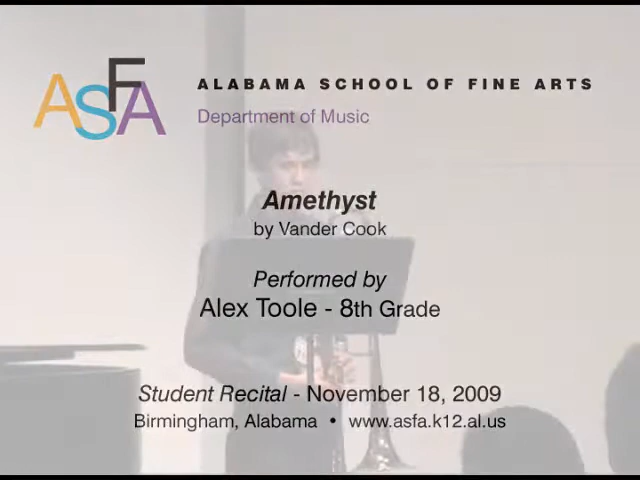 ASFA
ALABAMA SCHOOL OF FINE ARTS
Department of Music
Amethyst
by Vander Cook
Performed by
Alex Toole - 8th Grade
Student Recital - November 18, 2009
Birmingham, Alabama • www.asfa.k12.al.us